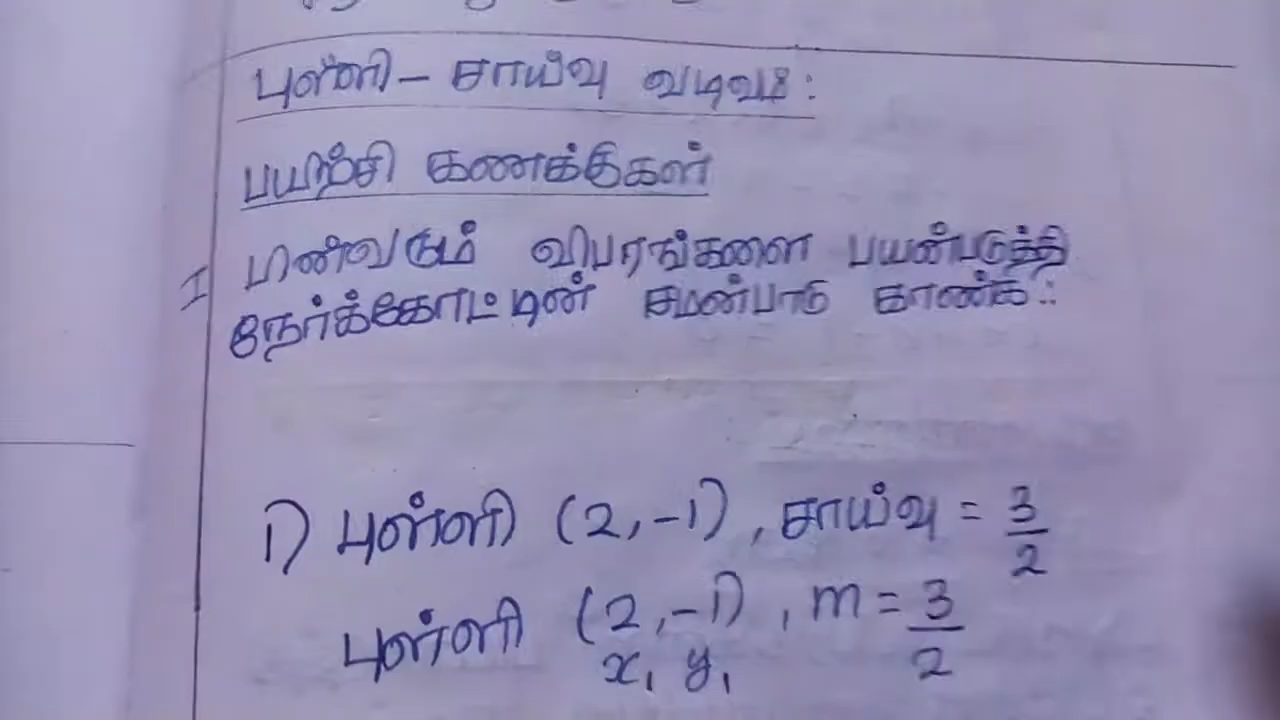 புள்ளி – சாய்வு வடிவம்:
பயிற்சி கணக்குகள்
I பின்வரும் விபரங்களை பயன்படுத்தி
நேர்க்கோட்டின் சமன்பாடு காண்க:
1) புள்ளி (2,-1), சாய்வு = 3/2
புள்ளி (2,-1), m = 3/2
x₁ y₁